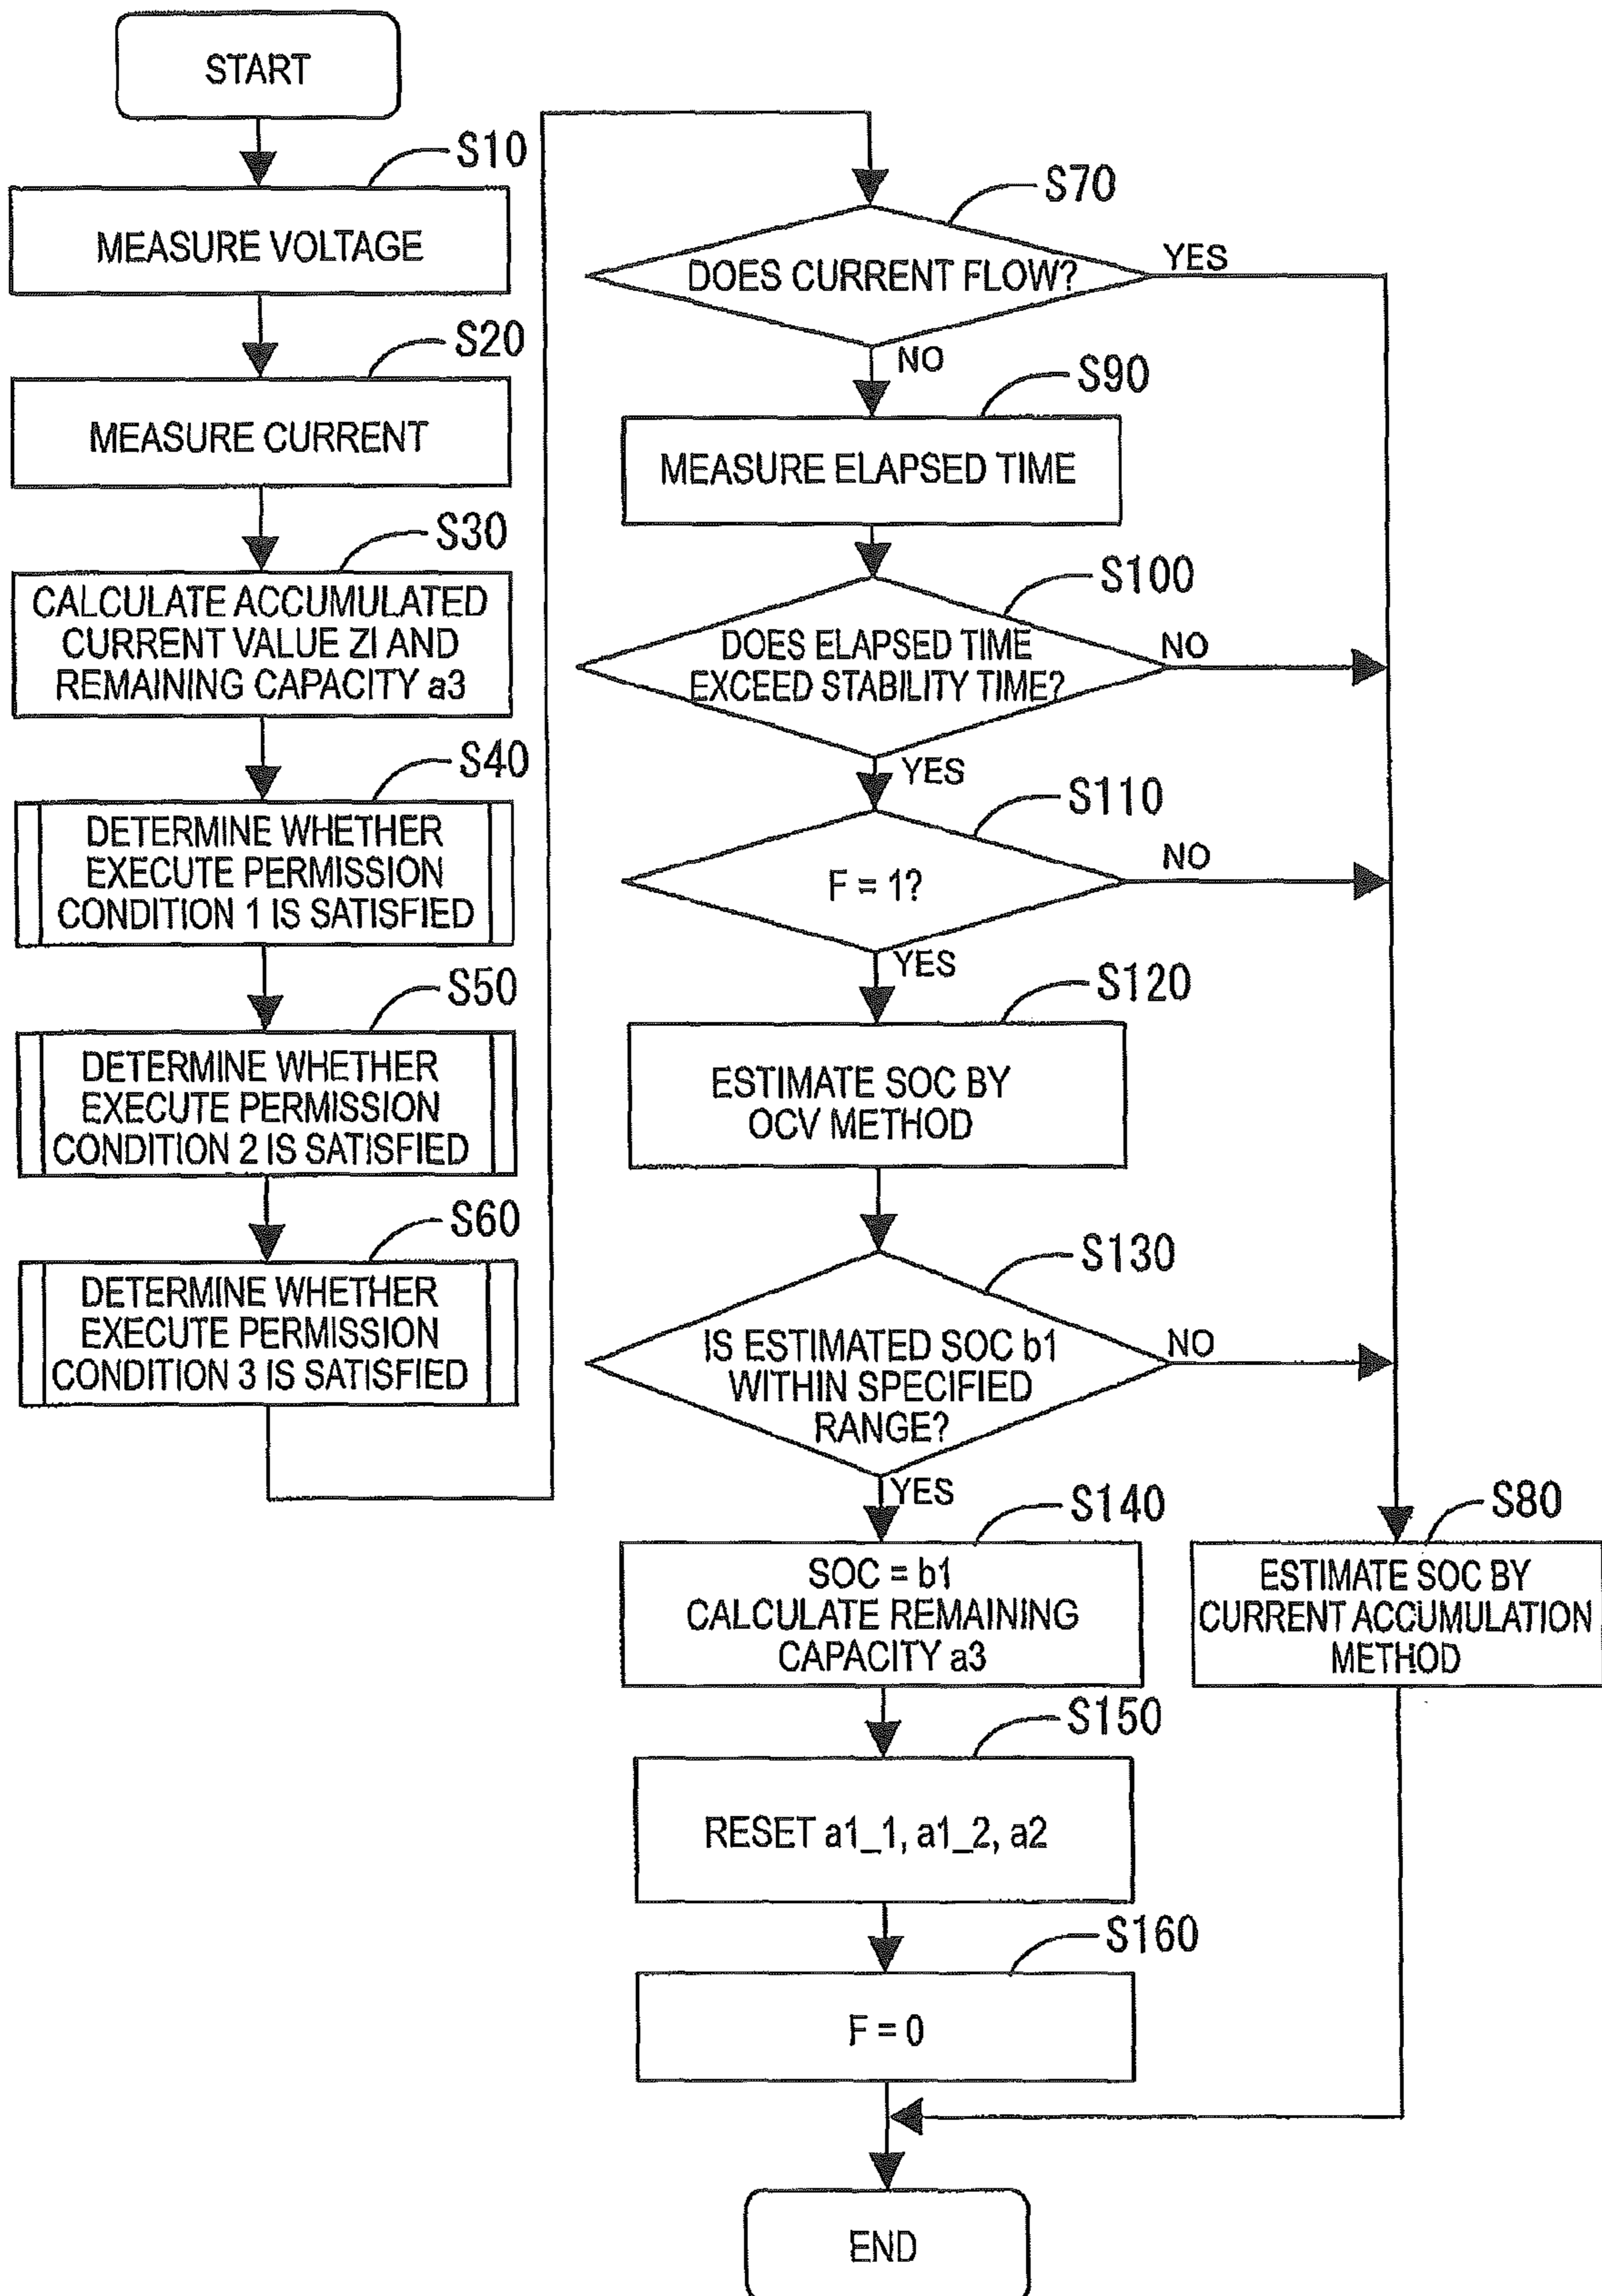 START
S10
MEASURE VOLTAGE
S20
MEASURE CURRENT
S30
CALCULATE ACCUMULATED
CURRENT VALUE ZI AND
REMAINING CAPACITY a3
S40
DETERMINE WHETHER
EXECUTE PERMISSION
CONDITION 1 IS SATISFIED
S50
DETERMINE WHETHER
EXECUTE PERMISSION
CONDITION 2 IS SATISFIED
S60
DETERMINE WHETHER
EXECUTE PERMISSION
CONDITION 3 IS SATISFIED
S70
DOES CURRENT FLOW?
YES
NO
S90
MEASURE ELAPSED TIME
S100
DOES ELAPSED TIME
EXCEED STABILITY TIME?
NO
YES
S110
F = 1?
NO
YES
S120
ESTIMATE SOC BY
OCV METHOD
S130
IS ESTIMATED SOC b1
WITHIN SPECIFIED
RANGE?
NO
YES
S140
SOC = b1
CALCULATE REMAINING
CAPACITY a3
S80
ESTIMATE SOC BY
CURRENT ACCUMULATION
METHOD
S150
RESET a1_1, a1_2, a2
S160
F = 0
END